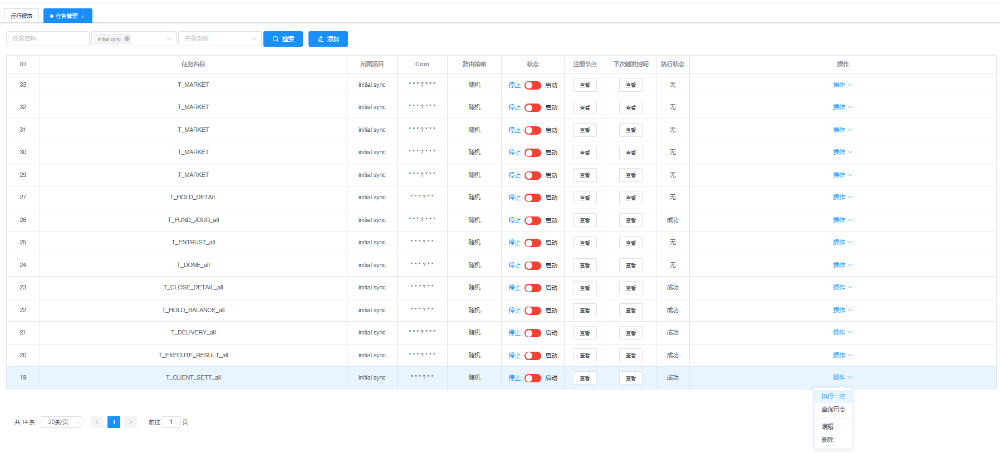 运行报表 任务管理 ×
任务名称 initial sync 任务类型 搜索 添加
ID 任务名称 所属项目 Cron 路由策略 状态 注册节点 下次触发时间 执行状态 操作
33 T_MARKET initial sync * * * ? * * * 随机 停止 启动 查看 查看 无 操作
32 T_MARKET initial sync * * * ? * * * 随机 停止 启动 查看 查看 无 操作
31 T_MARKET initial sync * * * ? * * * 随机 停止 启动 查看 查看 无 操作
30 T_MARKET initial sync * * * ? * * * 随机 停止 启动 查看 查看 无 操作
29 T_MARKET initial sync * * * ? * * * 随机 停止 启动 查看 查看 无 操作
27 T_HOLD_DETAIL initial sync * * * ? * * 随机 停止 启动 查看 查看 无 操作
26 T_FUND_JOUR_all initial sync * * * ? * * * 随机 停止 启动 查看 查看 成功 操作
25 T_ENTRUST_all initial sync * * * ? * * 随机 停止 启动 查看 查看 无 操作
24 T_DONE_all initial sync * * * ? * * 随机 停止 启动 查看 查看 无 操作
23 T_CLOSE_DETAIL_all initial sync * * * ? * * 随机 停止 启动 查看 查看 成功 操作
22 T_HOLD_BALANCE_all initial sync * * * ? * * 随机 停止 启动 查看 查看 成功 操作
21 T_DELIVERY_all initial sync * * * ? * * * 随机 停止 启动 查看 查看 成功 操作
20 T_EXECUTE_RESULT_all initial sync * * * ? * * * 随机 停止 启动 查看 查看 成功 操作
19 T_CLIENT_SETT_all initial sync * * * ? * * 随机 停止 启动 查看 查看 成功 操作
执行一次
查询日志
编辑
删除
共 14 条 20条/页 1 前往 1 页